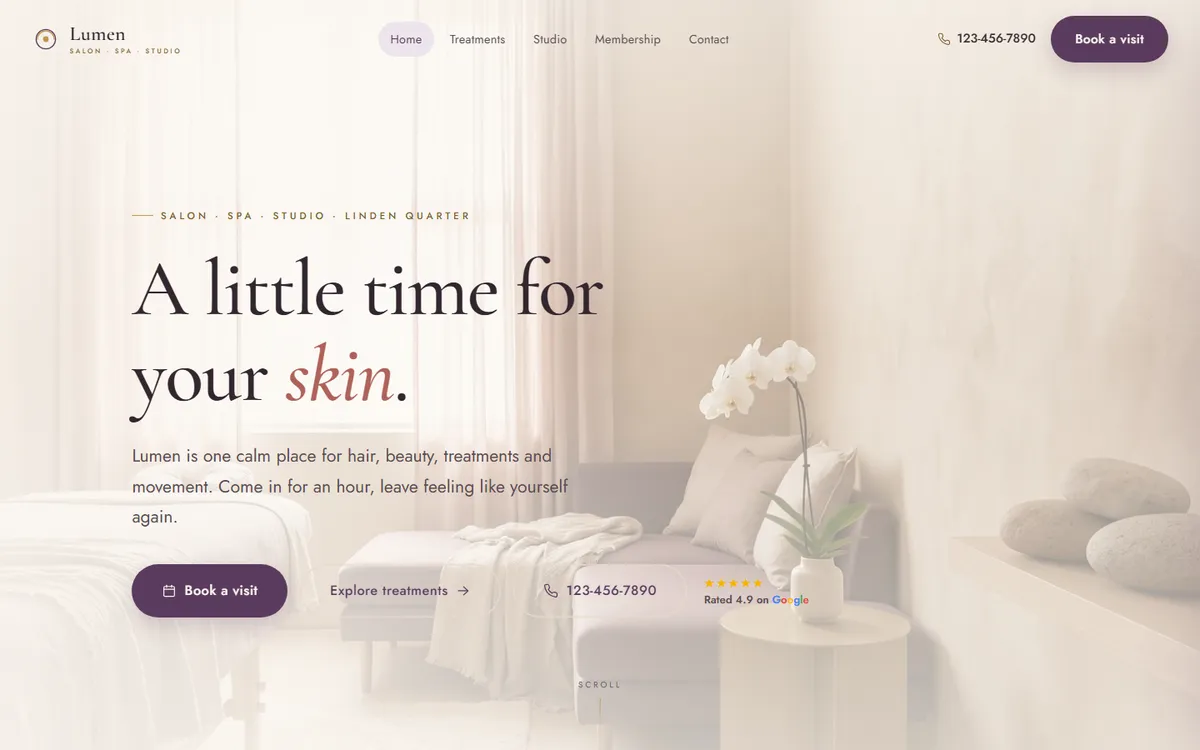 Lumen
SALON · SPA · STUDIO
Home
Treatments
Studio
Membership
Contact
123-456-7890
Book a visit
SALON · SPA · STUDIO · LINDEN QUARTER
A little time for
your skin.
Lumen is one calm place for hair, beauty, treatments and
movement. Come in for an hour, leave feeling like yourself
again.
Book a visit
Explore treatments →
123-456-7890
★★★★★
Rated 4.9 on Google
SCROLL